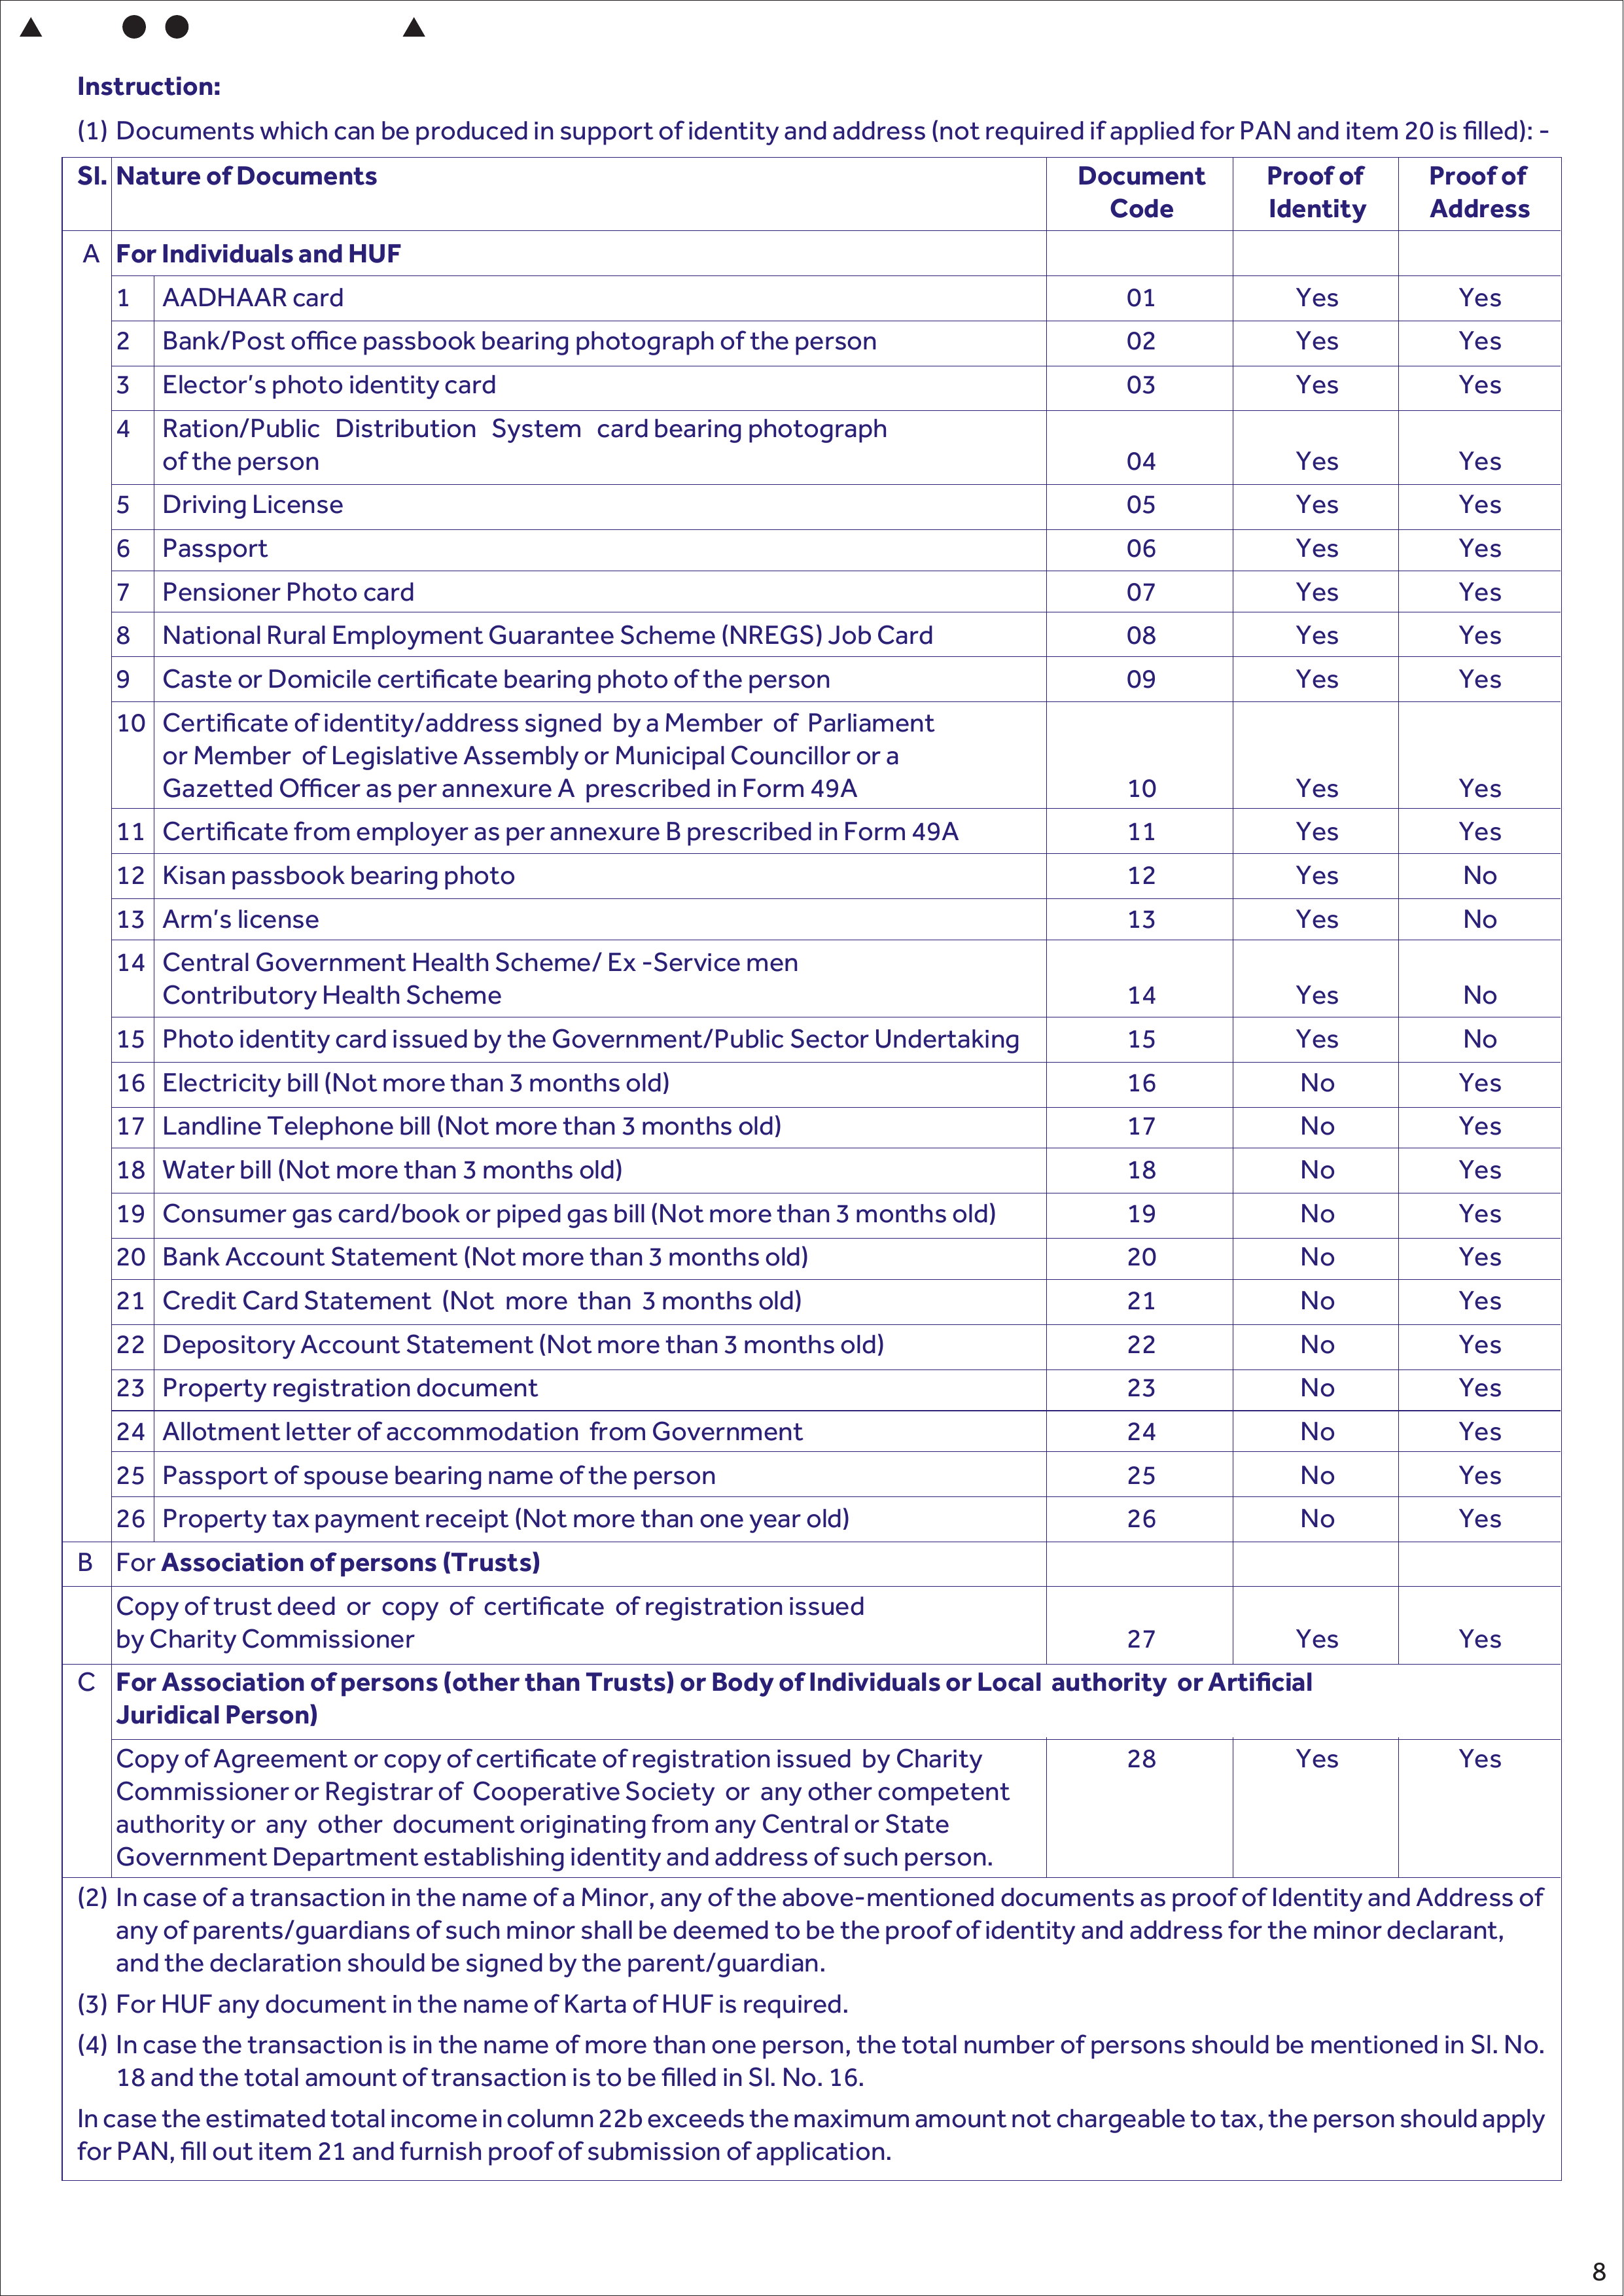 Instruction:
(1) Documents which can be produced in support of identity and address (not required if applied for PAN and item 20 is filled): -
Sl. Nature of Documents Document Code Proof of Identity Proof of Address
A For Individuals and HUF
1 AADHAAR card 01 Yes Yes
2 Bank/Post office passbook bearing photograph of the person 02 Yes Yes
3 Elector's photo identity card 03 Yes Yes
4 Ration/Public Distribution System card bearing photograph
of the person 04 Yes Yes
5 Driving License 05 Yes Yes
6 Passport 06 Yes Yes
7 Pensioner Photo card 07 Yes Yes
8 National Rural Employment Guarantee Scheme (NREGS) Job Card 08 Yes Yes
9 Caste or Domicile certificate bearing photo of the person 09 Yes Yes
10 Certificate of identity/address signed by a Member of Parliament
or Member of Legislative Assembly or Municipal Councillor or a
Gazetted Officer as per annexure A prescribed in Form 49A 10 Yes Yes
11 Certificate from employer as per annexure B prescribed in Form 49A 11 Yes Yes
12 Kisan passbook bearing photo 12 Yes No
13 Arm's license 13 Yes No
14 Central Government Health Scheme/ Ex -Service men
Contributory Health Scheme 14 Yes No
15 Photo identity card issued by the Government/Public Sector Undertaking 15 Yes No
16 Electricity bill (Not more than 3 months old) 16 No Yes
17 Landline Telephone bill (Not more than 3 months old) 17 No Yes
18 Water bill (Not more than 3 months old) 18 No Yes
19 Consumer gas card/book or piped gas bill (Not more than 3 months old) 19 No Yes
20 Bank Account Statement (Not more than 3 months old) 20 No Yes
21 Credit Card Statement (Not more than 3 months old) 21 No Yes
22 Depository Account Statement (Not more than 3 months old) 22 No Yes
23 Property registration document 23 No Yes
24 Allotment letter of accommodation from Government 24 No Yes
25 Passport of spouse bearing name of the person 25 No Yes
26 Property tax payment receipt (Not more than one year old) 26 No Yes
B For Association of persons (Trusts)
Copy of trust deed or copy of certificate of registration issued
by Charity Commissioner 27 Yes Yes
C For Association of persons (other than Trusts) or Body of Individuals or Local authority or Artificial
Juridical Person)
Copy of Agreement or copy of certificate of registration issued by Charity 28 Yes Yes
Commissioner or Registrar of Cooperative Society or any other competent
authority or any other document originating from any Central or State
Government Department establishing identity and address of such person.
(2) In case of a transaction in the name of a Minor, any of the above-mentioned documents as proof of Identity and Address of
any of parents/guardians of such minor shall be deemed to be the proof of identity and address for the minor declarant,
and the declaration should be signed by the parent/guardian.
(3) For HUF any document in the name of Karta of HUF is required.
(4) In case the transaction is in the name of more than one person, the total number of persons should be mentioned in Sl. No.
18 and the total amount of transaction is to be filled in Sl. No. 16.
In case the estimated total income in column 22b exceeds the maximum amount not chargeable to tax, the person should apply
for PAN, fill out item 21 and furnish proof of submission of application.
8